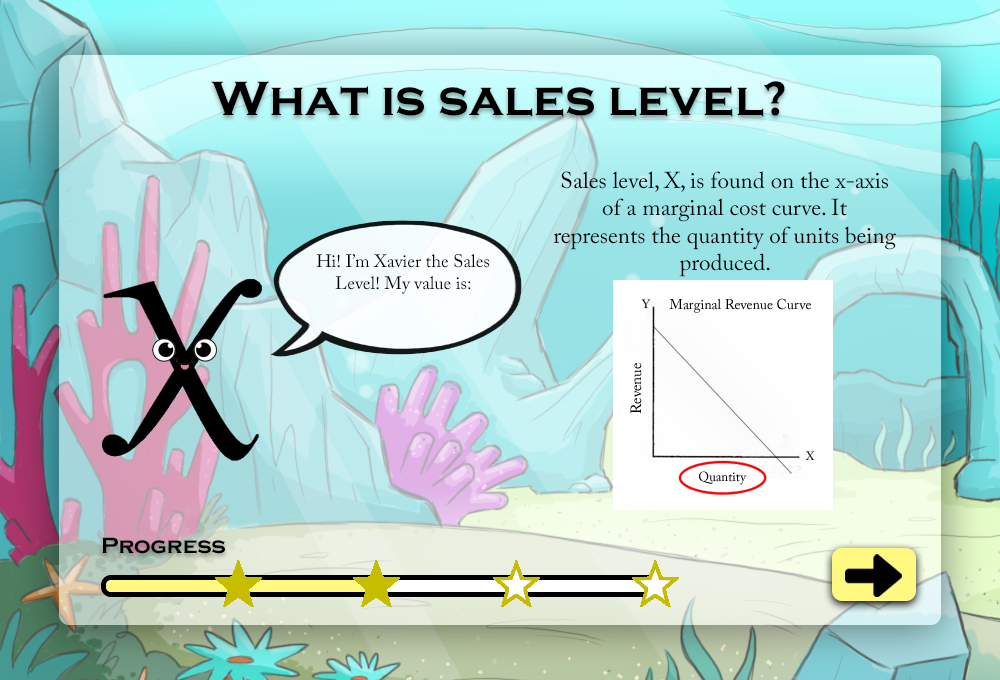 WHAT IS SALES LEVEL?
Sales level, X, is found on the x-axis
of a marginal cost curve. It
represents the quantity of units being
produced.
Hi! I'm Xavier the Sales
Level! My value is:
X
Y Marginal Revenue Curve
Revenue
X
Quantity
PROGRESS